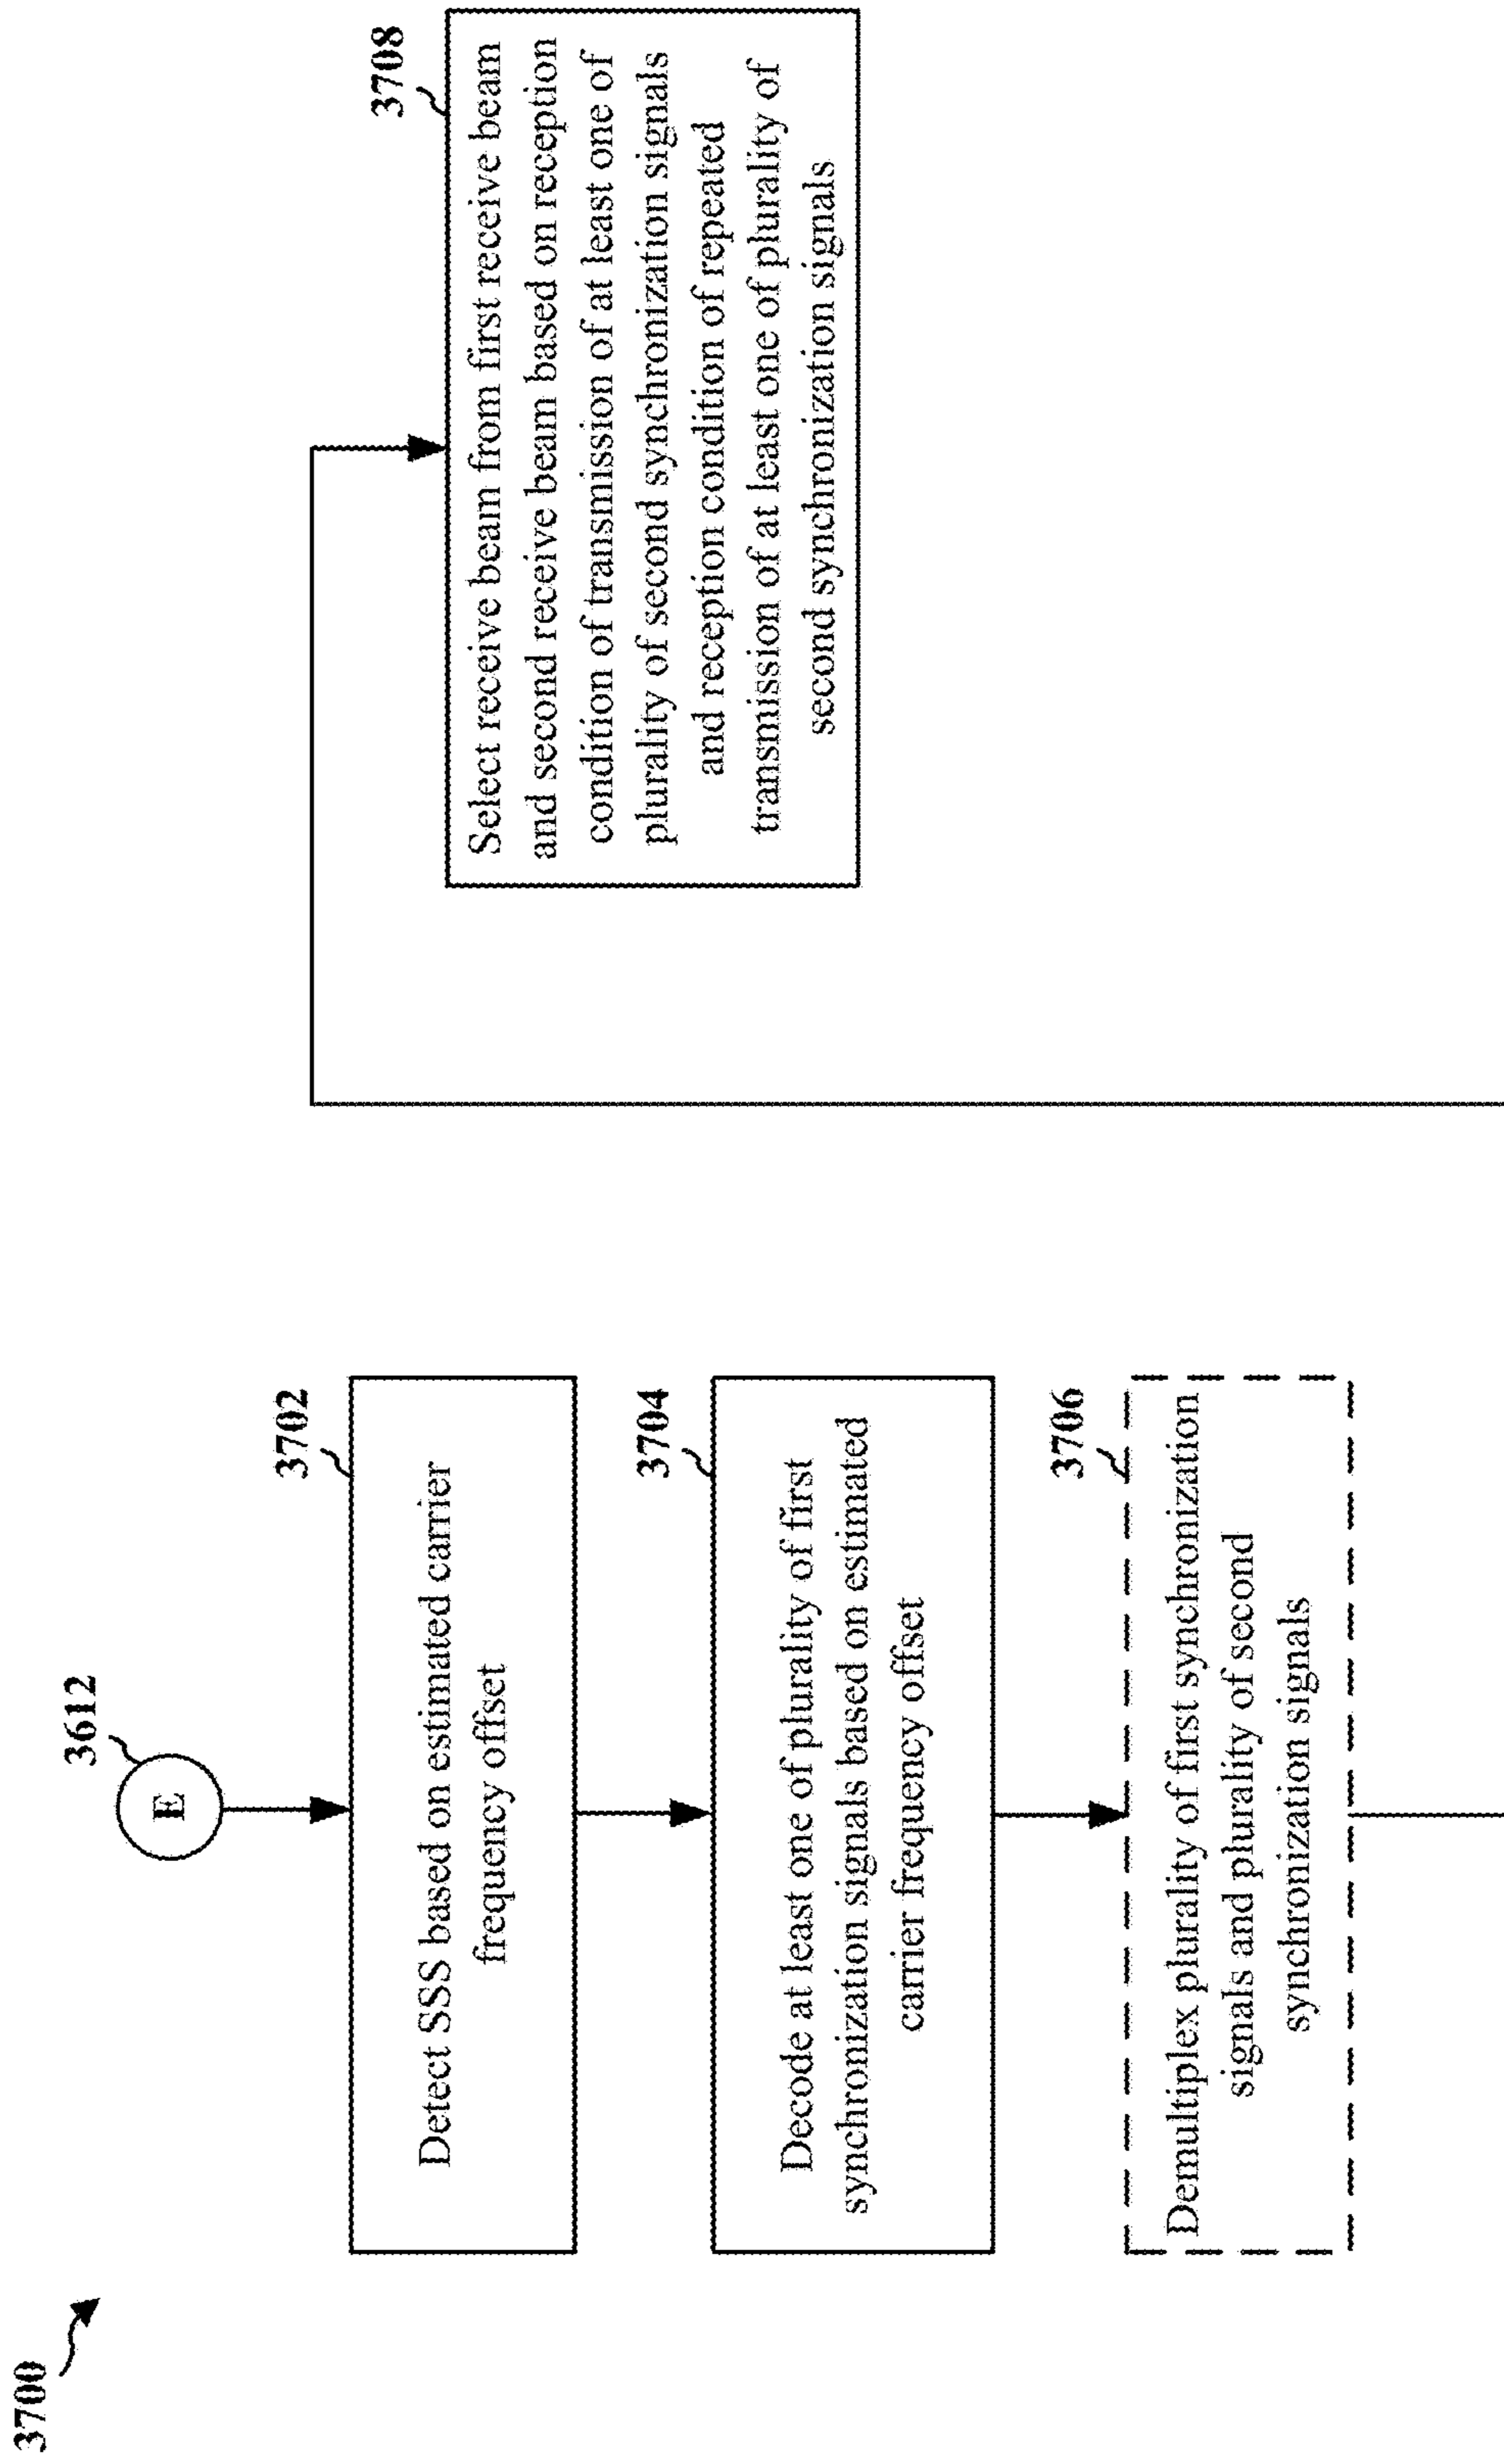 3700
3612
E
3702
Detect SSS based on estimated carrier
frequency offset
3704
Decode at least one of plurality of first
synchronization signals based on estimated
carrier frequency offset
3706
Demultiplex plurality of first synchronization
signals and plurality of second
synchronization signals
3708
Select receive beam from first receive beam
and second receive beam based on reception
condition of transmission of at least one of
plurality of second synchronization signals
and reception condition of repeated
transmission of at least one of plurality of
second synchronization signals